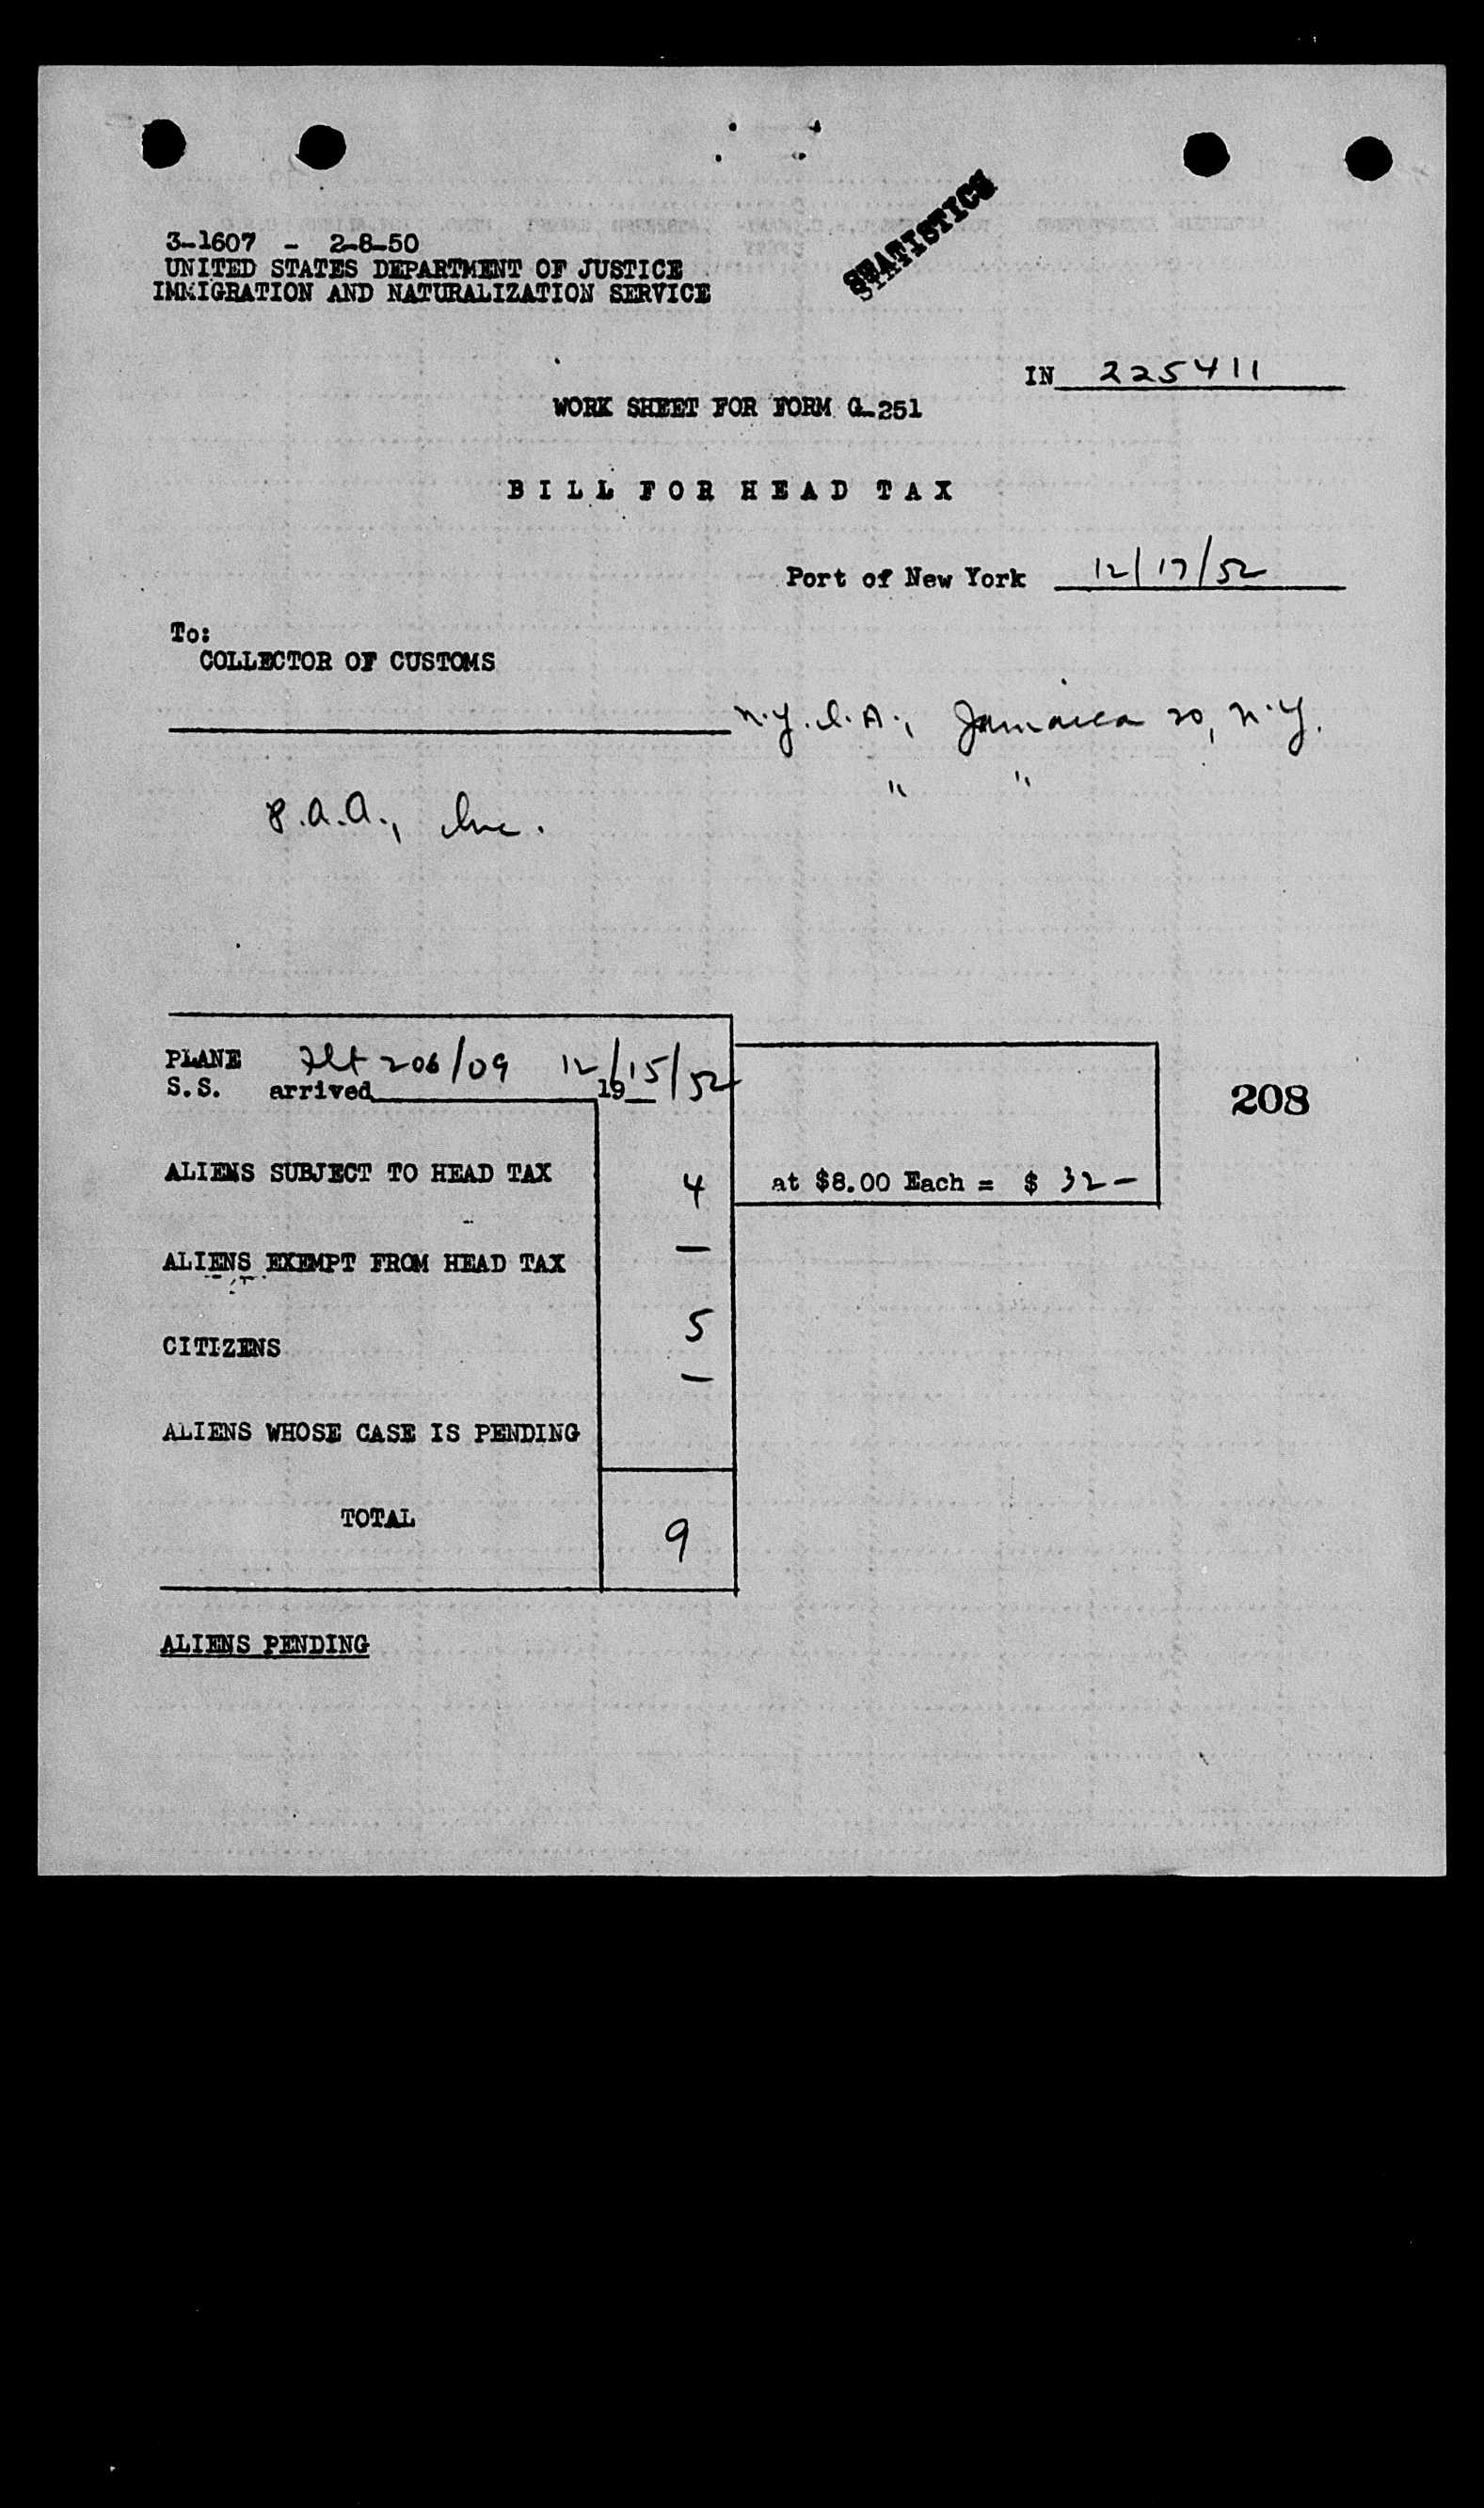 STATISTICS
3-1607 - 2-8-50
UNITED STATES DEPARTMENT OF JUSTICE
IMMIGRATION AND NATURALIZATION SERVICE
IN 225411
WORK SHEET FOR FORM G-251
BILL FOR HEAD TAX
Port of New York 12/17/52
To:
COLLECTOR OF CUSTOMS
N.Y.I.A., Jamaica 20, N.Y.
" "
P.A.A., Inc.
PLANE Flt 206/09 12/15/52
S.S. arrived 19
208
ALIENS SUBJECT TO HEAD TAX 4 at $8.00 Each = $ 32 —
ALIENS EXEMPT FROM HEAD TAX —
CITIZENS 5
—
ALIENS WHOSE CASE IS PENDING
TOTAL 9
ALIENS PENDING